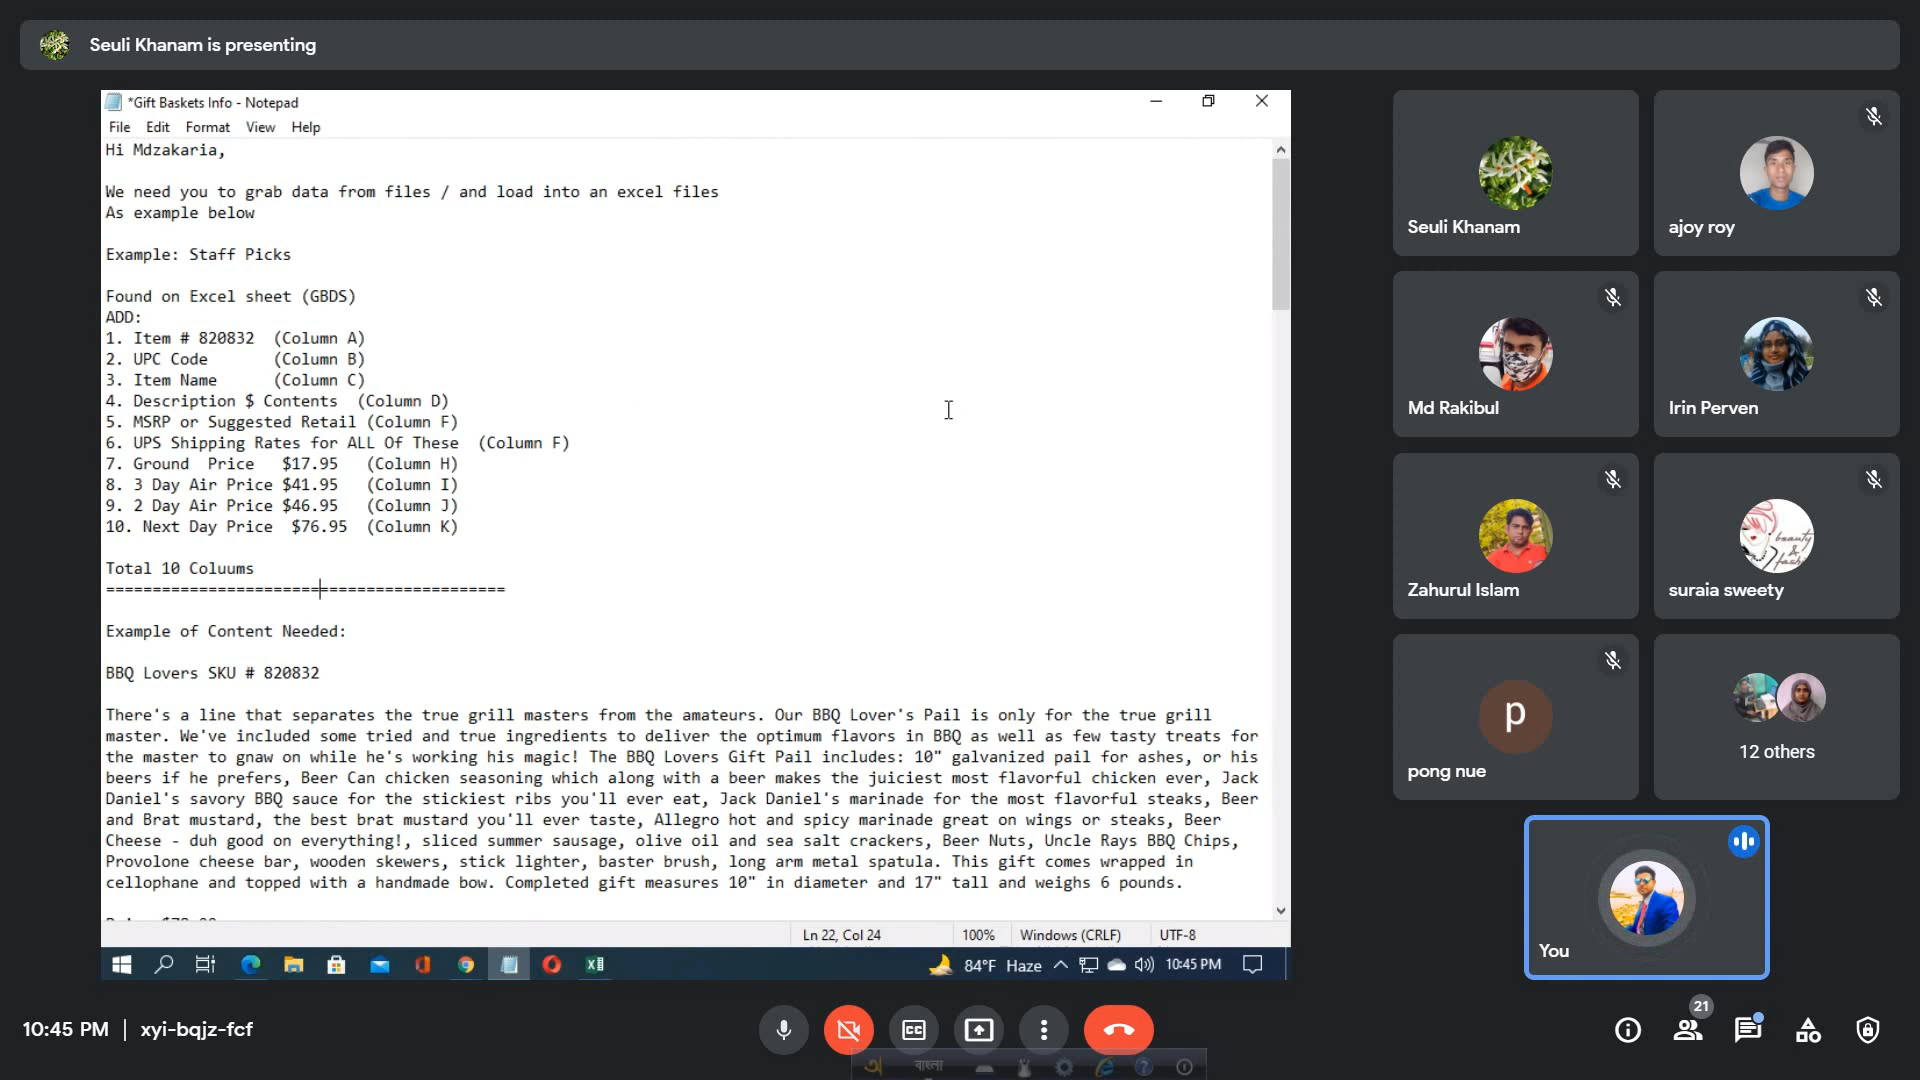 Seuli Khanam is presenting
*Gift Baskets Info - Notepad
File Edit Format View Help
Hi Mdzakaria,
We need you to grab data from files / and load into an excel files
As example below
Example: Staff Picks
Found on Excel sheet (GBDS)
ADD:
1. Item # 820832 (Column A)
2. UPC Code (Column B)
3. Item Name (Column C)
4. Description $ Contents (Column D)
5. MSRP or Suggested Retail (Column F)
6. UPS Shipping Rates for ALL Of These (Column F)
7. Ground Price $17.95 (Column H)
8. 3 Day Air Price $41.95 (Column I)
9. 2 Day Air Price $46.95 (Column J)
10. Next Day Price $76.95 (Column K)
Total 10 Coluums
===========================================
Example of Content Needed:
BBQ Lovers SKU # 820832
There's a line that separates the true grill masters from the amateurs. Our BBQ Lover's Pail is only for the true grill
master. We've included some tried and true ingredients to deliver the optimum flavors in BBQ as well as few tasty treats for
the master to gnaw on while he's working his magic! The BBQ Lovers Gift Pail includes: 10" galvanized pail for ashes, or his
beers if he prefers, Beer Can chicken seasoning which along with a beer makes the juiciest most flavorful chicken ever, Jack
Daniel's savory BBQ sauce for the stickiest ribs you'll ever eat, Jack Daniel's marinade for the most flavorful steaks, Beer
and Brat mustard, the best brat mustard you'll ever taste, Allegro hot and spicy marinade great on wings or steaks, Beer
Cheese - duh good on everything!, sliced summer sausage, olive oil and sea salt crackers, Beer Nuts, Uncle Rays BBQ Chips,
Provolone cheese bar, wooden skewers, stick lighter, baster brush, long arm metal spatula. This gift comes wrapped in
cellophane and topped with a handmade bow. Completed gift measures 10" in diameter and 17" tall and weighs 6 pounds.
Ln 22, Col 24 100% Windows (CRLF) UTF-8
84°F Haze 10:45 PM
Seuli Khanam
ajoy roy
Md Rakibul
Irin Perven
Zahurul Islam
suraia sweety
p
pong nue
12 others
You
10:45 PM | xyi-bqjz-fcf
CC
21
অ বাংলা